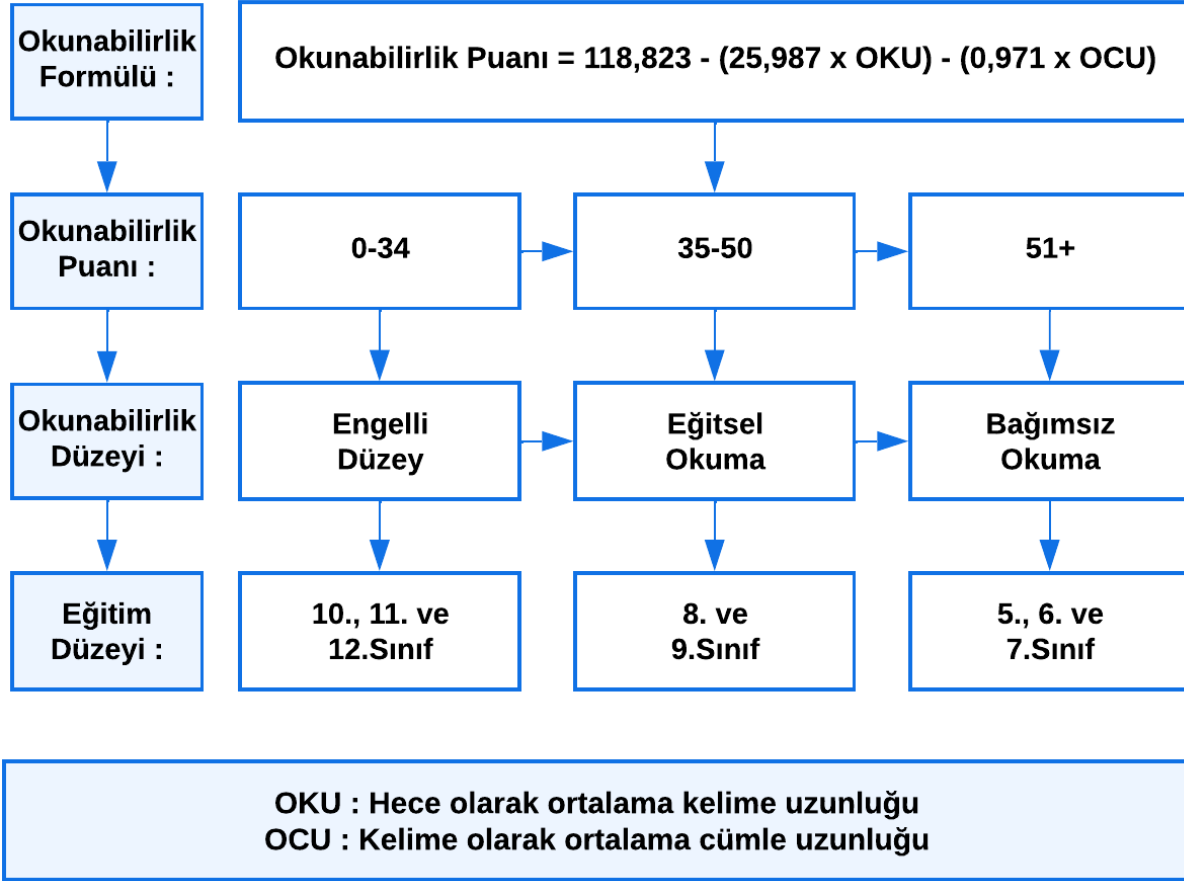 Okunabilirlik
Formülü :
Okunabilirlik Puanı = 118,823 - (25,987 x OKU) - (0,971 x OCU)
Okunabilirlik
Puanı :
0-34
35-50
51+
Okunabilirlik
Düzeyi :
Engelli
Düzey
Eğitsel
Okuma
Bağımsız
Okuma
Eğitim
Düzeyi :
10., 11. ve
12.Sınıf
8. ve
9.Sınıf
5., 6. ve
7.Sınıf
OKU : Hece olarak ortalama kelime uzunluğu
OCU : Kelime olarak ortalama cümle uzunluğu